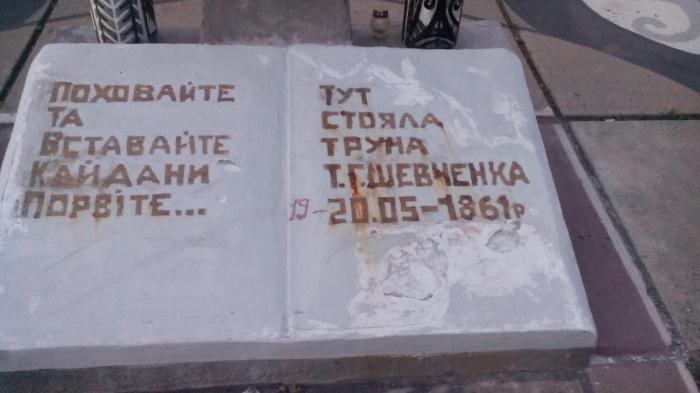 Поховайте
та
Вставайте
Кайдани
Порвіте...
ТУТ
СТОЯЛА
ТРУНА
Т.Г.ШЕВЧЕНКА
19-20.05-1861р